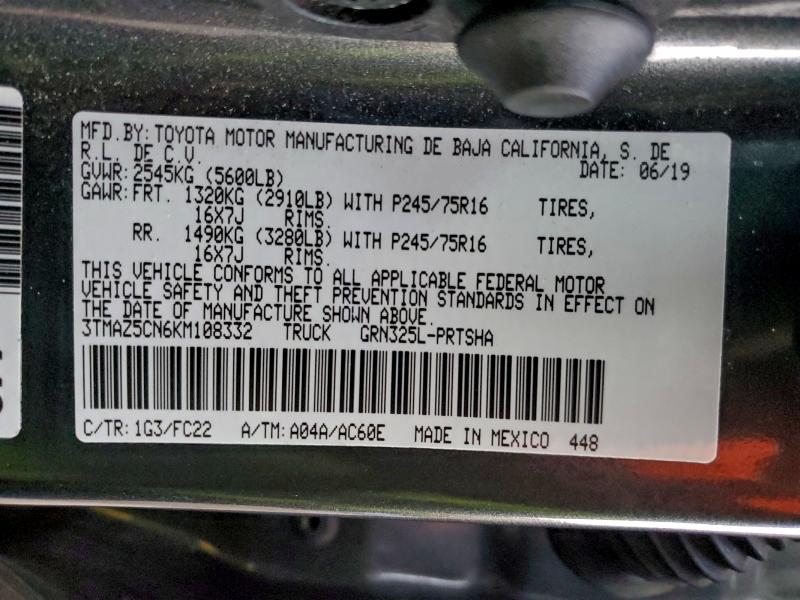 MFD.BY: TOYOTA MOTOR MANUFACTURING DE BAJA CALIFORNIA, S. DE
R.L. DE C.V. DATE: 06/19
GVWR: 2545KG (5600LB)
GAWR: FRT. 1320KG (2910LB) WITH P245/75R16 TIRES,
16X7J RIMS.
RR. 1490KG (3280LB) WITH P245/75R16 TIRES,
16X7J RIMS.
THIS VEHICLE CONFORMS TO ALL APPLICABLE FEDERAL MOTOR
VEHICLE SAFETY AND THEFT PREVENTION STANDARDS IN EFFECT ON
THE DATE OF MANUFACTURE SHOWN ABOVE.
3TMAZ5CN6KM108332 TRUCK GRN325L-PRTSHA
C/TR: 1G3/FC22 A/TM: A04A/AC60E MADE IN MEXICO 448